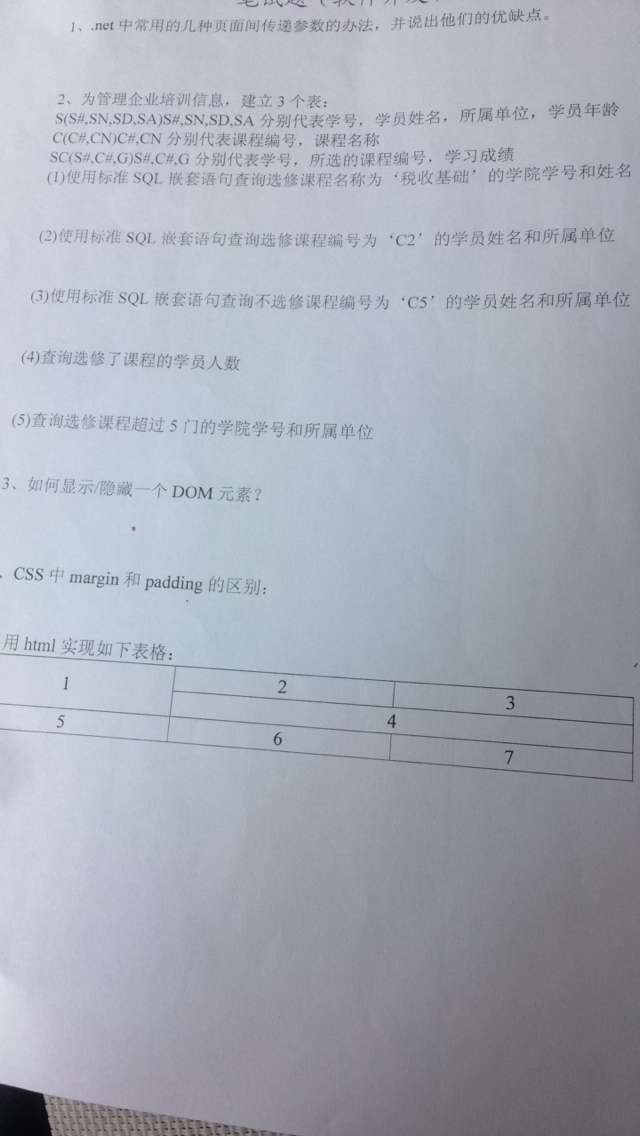 笔试题（软件开发）
1、.net 中常用的几种页面间传递参数的办法，并说出他们的优缺点。
2、为管理企业培训信息，建立 3 个表：
S(S#,SN,SD,SA)S#,SN,SD,SA 分别代表学号，学员姓名，所属单位，学员年龄
C(C#,CN)C#,CN 分别代表课程编号，课程名称
SC(S#,C#,G)S#,C#,G 分别代表学号，所选的课程编号，学习成绩
(1)使用标准 SQL 嵌套语句查询选修课程名称为‘税收基础’的学院学号和姓名
(2)使用标准 SQL 嵌套语句查询选修课程编号为‘C2’的学员姓名和所属单位
(3)使用标准 SQL 嵌套语句查询不选修课程编号为‘C5’的学员姓名和所属单位
(4)查询选修了课程的学员人数
(5)查询选修课程超过 5 门的学院学号和所属单位
3、如何显示/隐藏一个 DOM 元素？
、CSS 中 margin 和 padding 的区别：
用 html 实现如下表格：
1 2 3
4
5 6 7